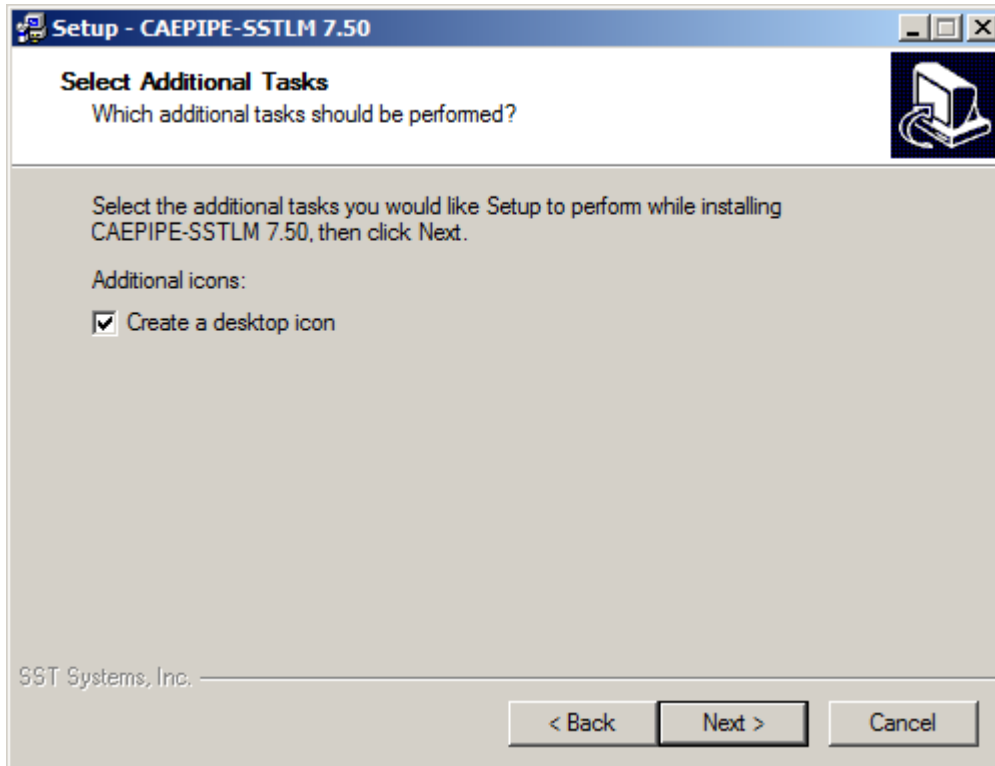 Setup - CAEPIPE-SSTLM 7.50
Select Additional Tasks
Which additional tasks should be performed?
Select the additional tasks you would like Setup to perform while installing
CAEPIPE-SSTLM 7.50, then click Next.
Additional icons:
Create a desktop icon
SST Systems, Inc.
< Back
Next >
Cancel